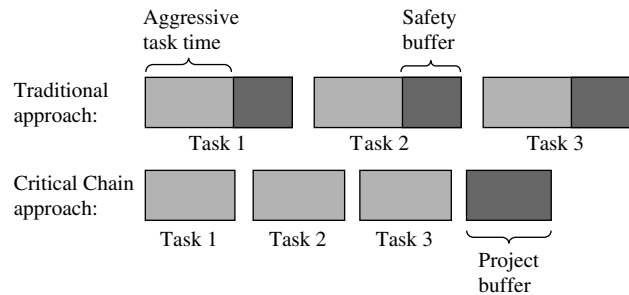 Aggressive
task time
Safety
buffer
Traditional
approach:
Task 1
Task 2
Task 3
Critical Chain
approach:
Task 1
Task 2
Task 3
Project
buffer